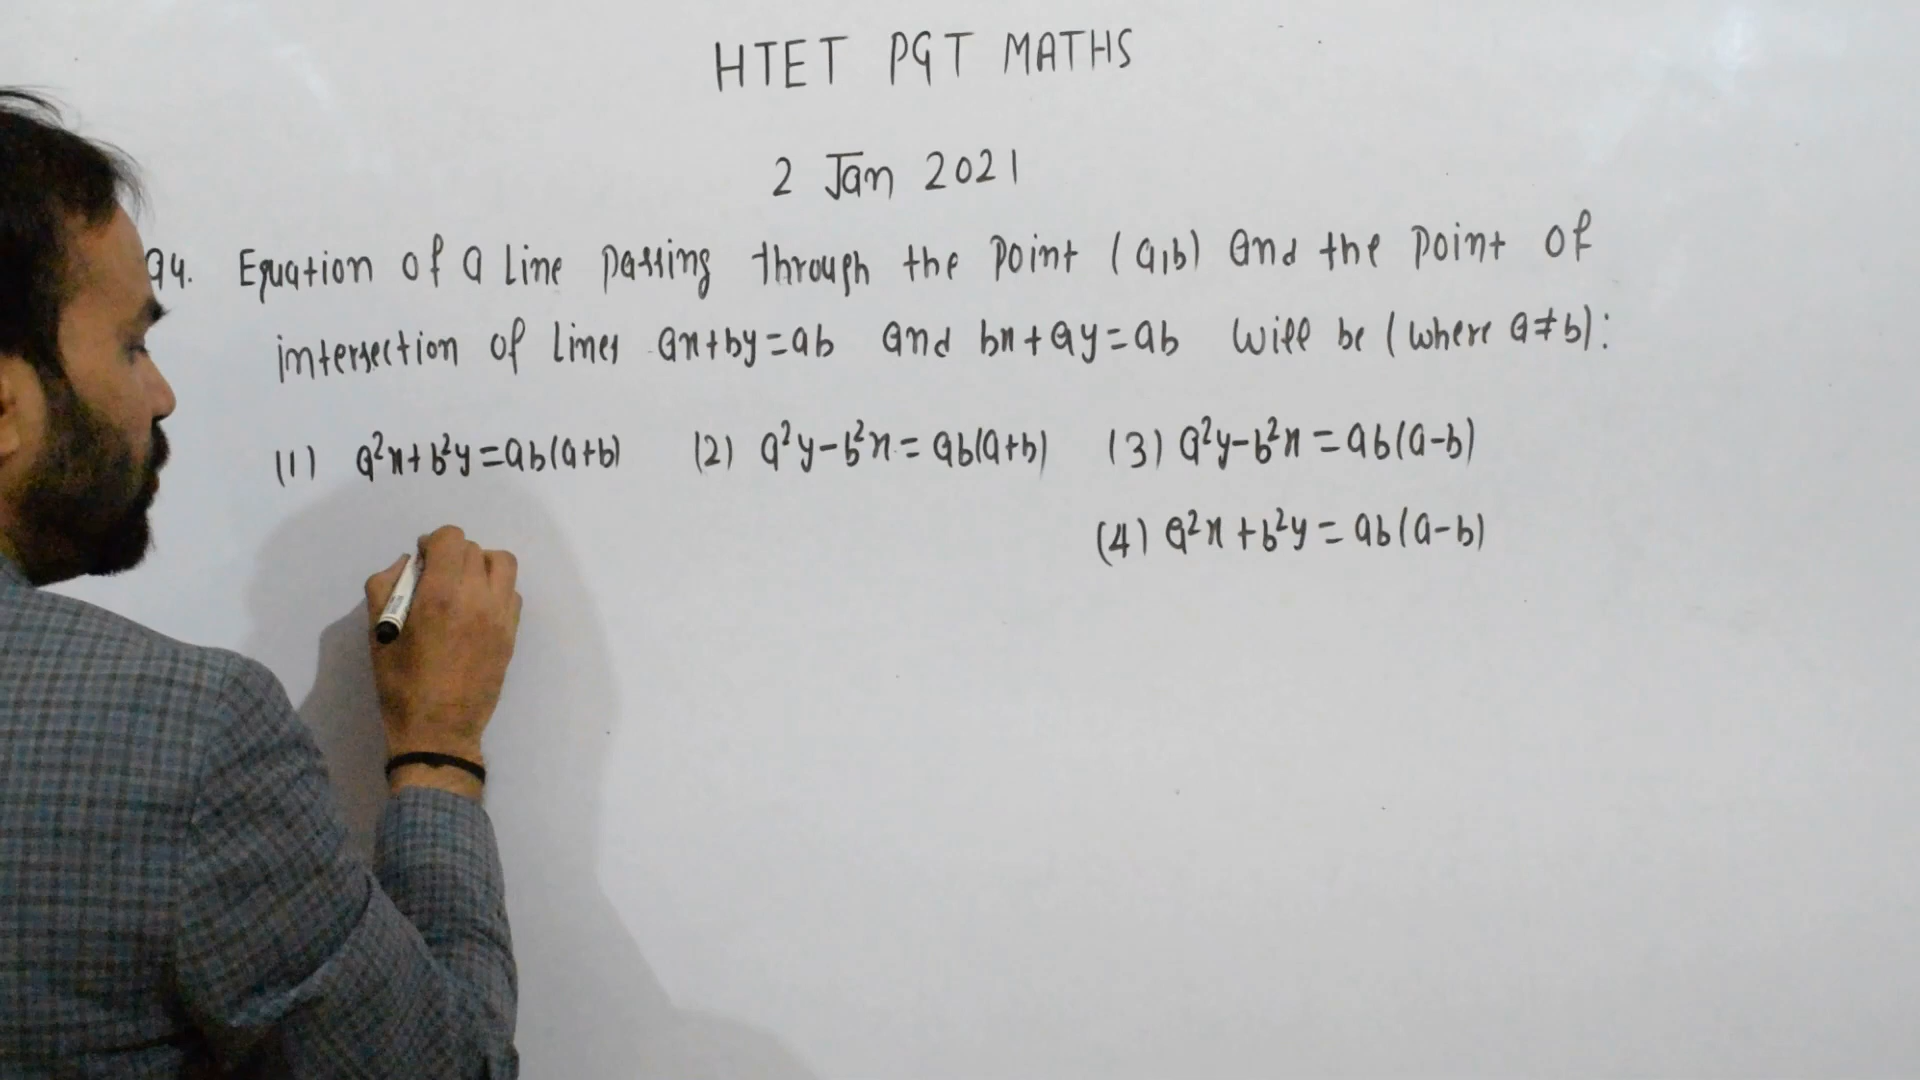 HTET PGT MATHS
2 Jan 2021
94. Equation of a line passing through the point (a,b) and the point of
intersection of lines ax+by=ab and bx+ay=ab will be (where a≠b):
(1) a²x+b²y=ab(a+b) (2) a²y-b²x=ab(a+b) (3) a²y-b²x=ab(a-b)
(4) a²x+b²y=ab(a-b)